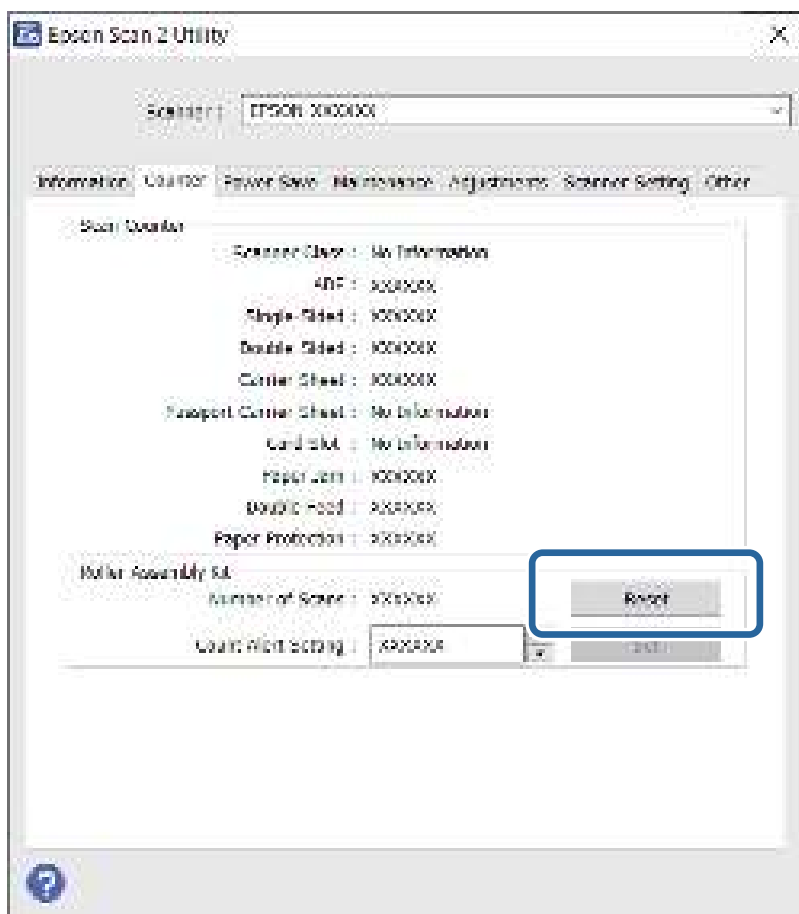 Epson Scan 2 Utility
Scanner : EPSON XXXXXX
Information Counter Power Save Maintenance Adjustments Scanner Setting Other
Scan Counter
Scanner Glass : No Information
ADF : XXXXXX
Single-Sided : XXXXXX
Double-Sided : XXXXXX
Carrier Sheet : XXXXXX
Passport Carrier Sheet : No Information
Card Slot : No Information
Paper Jam : XXXXXX
Double Feed : XXXXXX
Paper Protection : XXXXXX
Roller Assembly Kit
Number of Scans : XXXXXX Reset
Count Alert Setting : XXXXXX